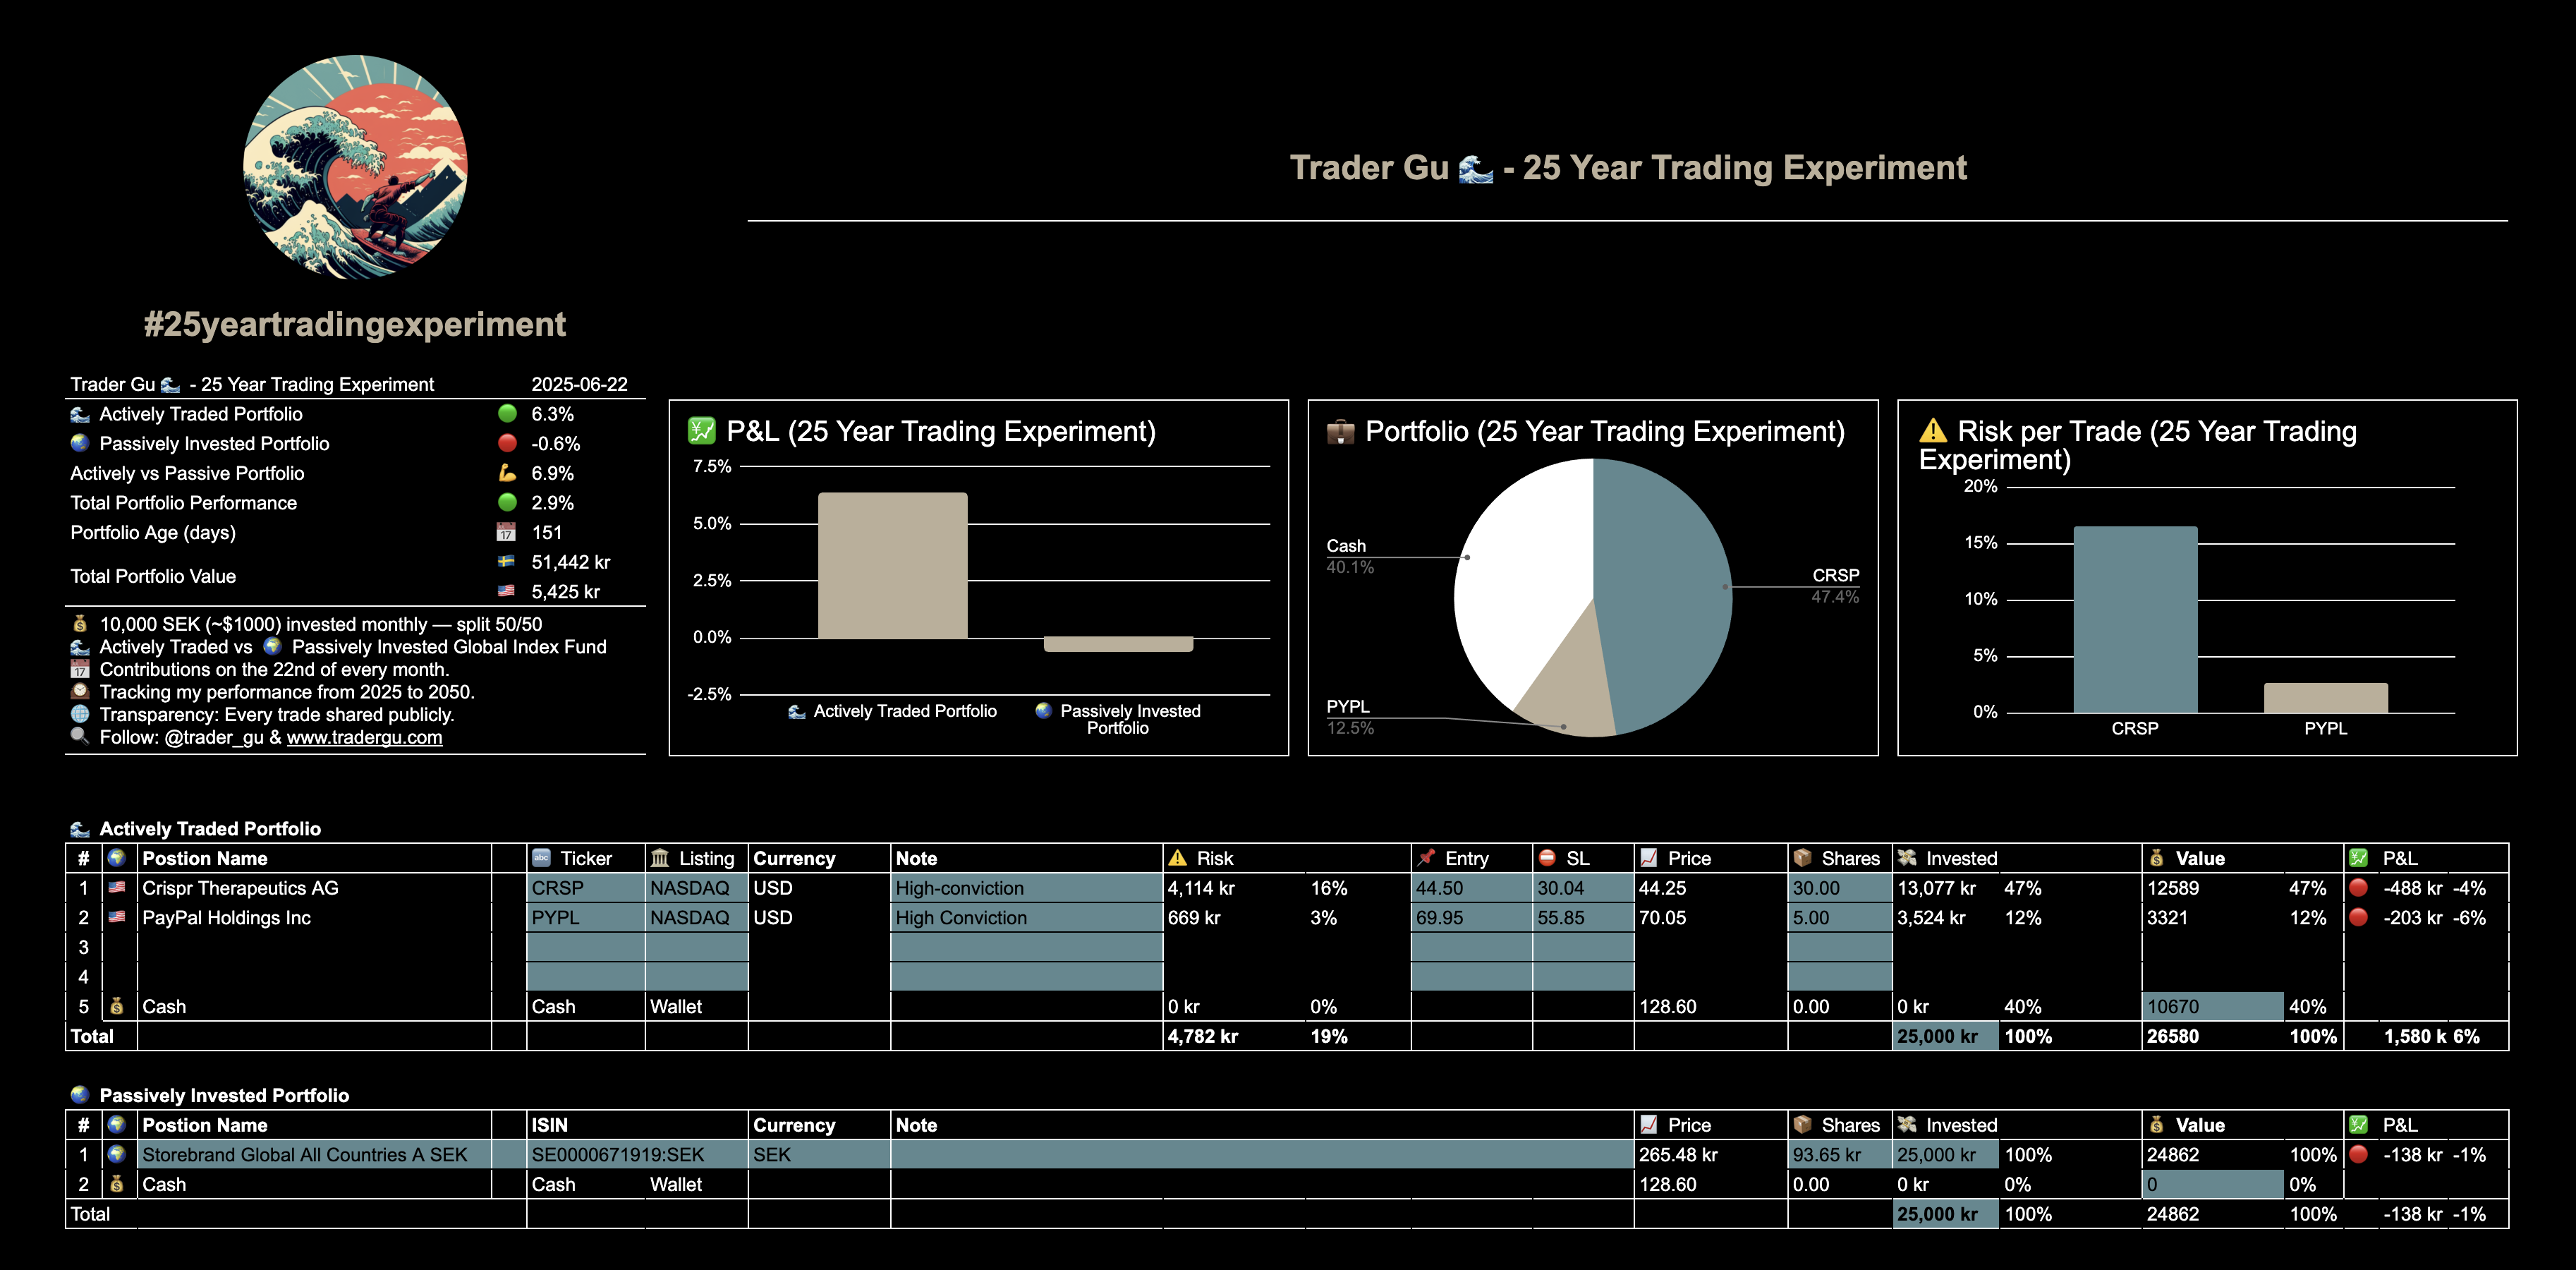 Trader Gu 🌊 - 25 Year Trading Experiment
#25yeartradingexperiment
Trader Gu 🌊 - 25 Year Trading Experiment 2025-06-22
🌊 Actively Traded Portfolio 🟢 6.3%
🌏 Passively Invested Portfolio 🔴 -0.6%
Actively vs Passive Portfolio 💪 6.9%
Total Portfolio Performance 🟢 2.9%
Portfolio Age (days) 📅 151
Total Portfolio Value 🇸🇪 51,442 kr
🇺🇸 5,425 kr
💰 10,000 SEK (~$1000) invested monthly — split 50/50
🌊 Actively Traded vs 🌍 Passively Invested Global Index Fund
📅 Contributions on the 22nd of every month.
🕰️ Tracking my performance from 2025 to 2050.
🌐 Transparency: Every trade shared publicly.
🔍 Follow: @trader_gu & www.tradergu.com
💹 P&L (25 Year Trading Experiment)
7.5%
5.0%
2.5%
0.0%
-2.5%
🌊 Actively Traded Portfolio
🌏 Passively Invested
Portfolio
💼 Portfolio (25 Year Trading Experiment)
Cash
40.1%
CRSP
47.4%
PYPL
12.5%
⚠️ Risk per Trade (25 Year Trading
Experiment)
20%
15%
10%
5%
0%
CRSP PYPL
🌊 Actively Traded Portfolio
# 🌍 Postion Name 🔤 Ticker 🏛️ Listing Currency Note ⚠️ Risk 📌 Entry ⛔ SL 📈 Price 📦 Shares 💸 Invested 💰 Value 💹 P&L
1 🇺🇸 Crispr Therapeutics AG CRSP NASDAQ USD High-conviction 4,114 kr 16% 44.50 30.04 44.25 30.00 13,077 kr 47% 12589 47% 🔴 -488 kr -4%
2 🇺🇸 PayPal Holdings Inc PYPL NASDAQ USD High Conviction 669 kr 3% 69.95 55.85 70.05 5.00 3,524 kr 12% 3321 12% 🔴 -203 kr -6%
3
4
5 💰 Cash Cash Wallet 0 kr 0% 128.60 0.00 0 kr 40% 10670 40%
Total 4,782 kr 19% 25,000 kr 100% 26580 100% 1,580 k 6%
🌏 Passively Invested Portfolio
# 🌍 Postion Name ISIN Currency Note 📈 Price 📦 Shares 💸 Invested 💰 Value 💹 P&L
1 🌍 Storebrand Global All Countries A SEK SE0000671919:SEK SEK 265.48 kr 93.65 kr 25,000 kr 100% 24862 100% 🔴 -138 kr -1%
2 💰 Cash Cash Wallet 128.60 0.00 0 kr 0% 0 0%
Total 25,000 kr 100% 24862 100% -138 kr -1%